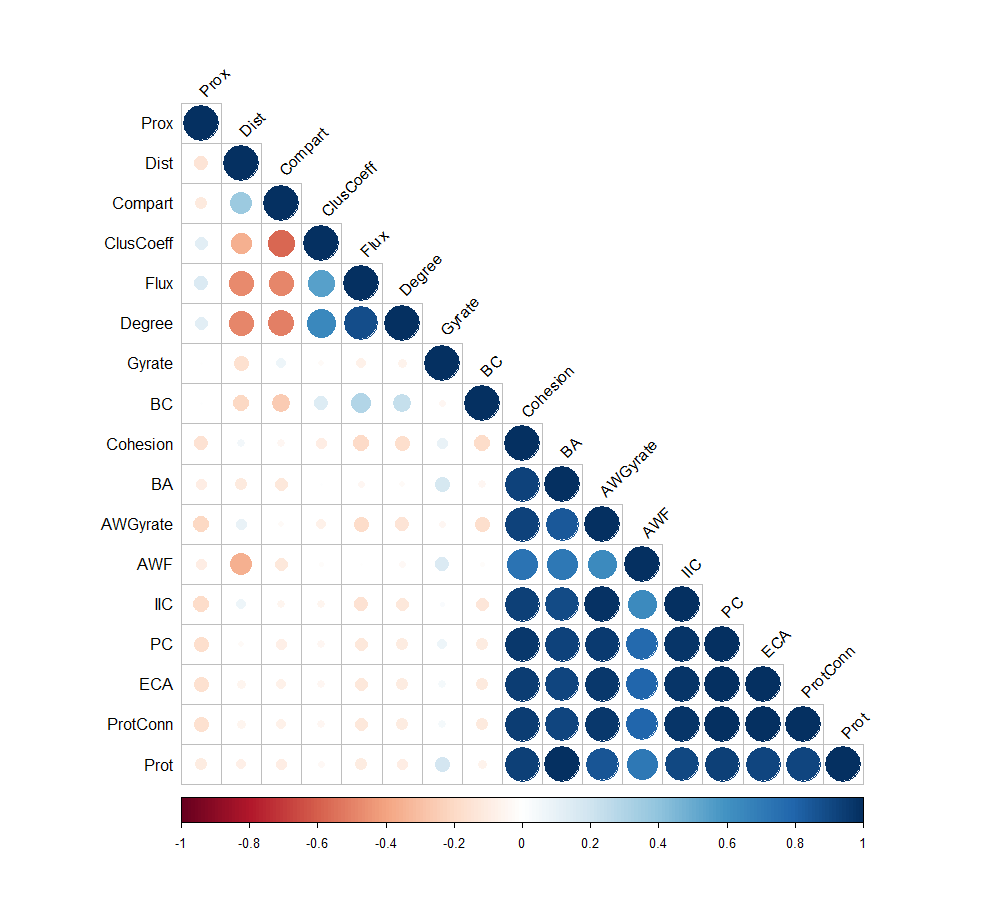 Prox
Dist
Compart
ClusCoeff
Flux
Degree
Gyrate
BC
Cohesion
BA
AWGyrate
AWF
IIC
PC
ECA
ProtConn
Prot
Prox
Dist
Compart
ClusCoeff
Flux
Degree
Gyrate
BC
Cohesion
BA
AWGyrate
AWF
IIC
PC
ECA
ProtConn
Prot
-1 -0.8 -0.6 -0.4 -0.2 0 0.2 0.4 0.6 0.8 1